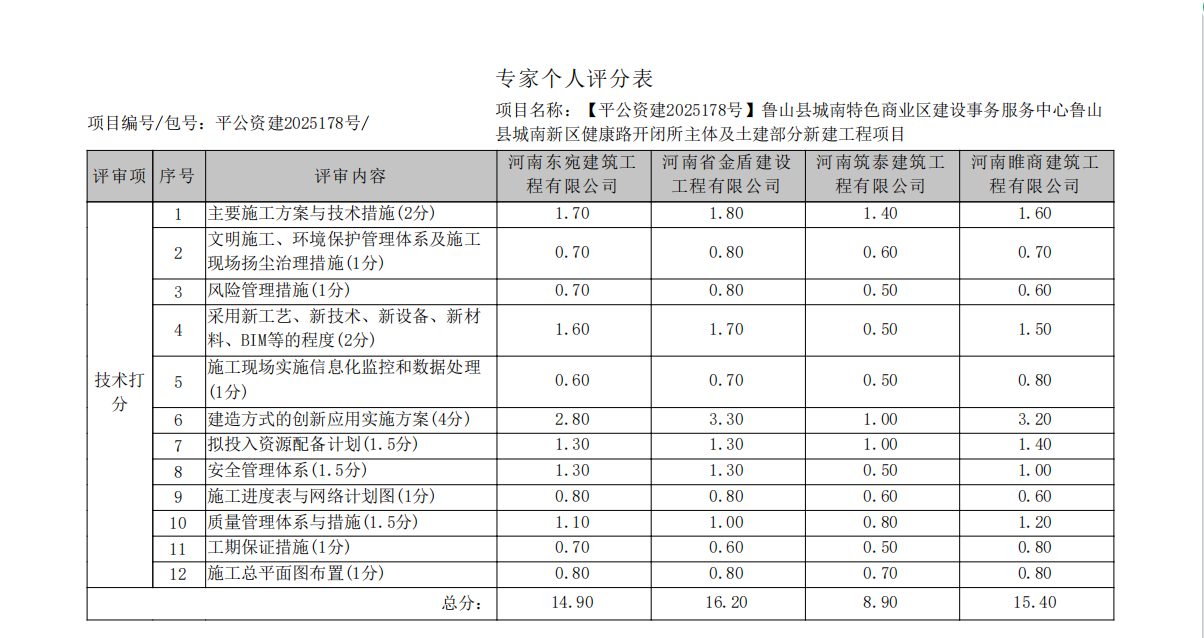 专家个人评分表
项目编号/包号：平公资建2025178号/
项目名称：【平公资建2025178号】鲁山县城南特色商业区建设事务服务中心鲁山
县城南新区健康路开闭所主体及土建部分新建工程项目
评审项 序号 评审内容 河南东宛建筑工程有限公司 河南省金盾建设工程有限公司 河南筑泰建筑工程有限公司 河南睢商建筑工程有限公司
技术打分
1 主要施工方案与技术措施(2分) 1.70 1.80 1.40 1.60
2 文明施工、环境保护管理体系及施工
现场扬尘治理措施(1分) 0.70 0.80 0.60 0.70
3 风险管理措施(1分) 0.70 0.80 0.50 0.60
4 采用新工艺、新技术、新设备、新材
料、BIM等的程度(2分) 1.60 1.70 0.50 1.50
5 施工现场实施信息化监控和数据处理
(1分) 0.60 0.70 0.50 0.80
6 建造方式的创新应用实施方案(4分) 2.80 3.30 1.00 3.20
7 拟投入资源配备计划(1.5分) 1.30 1.30 1.00 1.40
8 安全管理体系(1.5分) 1.30 1.30 0.50 1.00
9 施工进度表与网络计划图(1分) 0.80 0.80 0.60 0.60
10 质量管理体系与措施(1.5分) 1.10 1.00 0.80 1.20
11 工期保证措施(1分) 0.70 0.60 0.50 0.80
12 施工总平面图布置(1分) 0.80 0.80 0.70 0.80
总分： 14.90 16.20 8.90 15.40